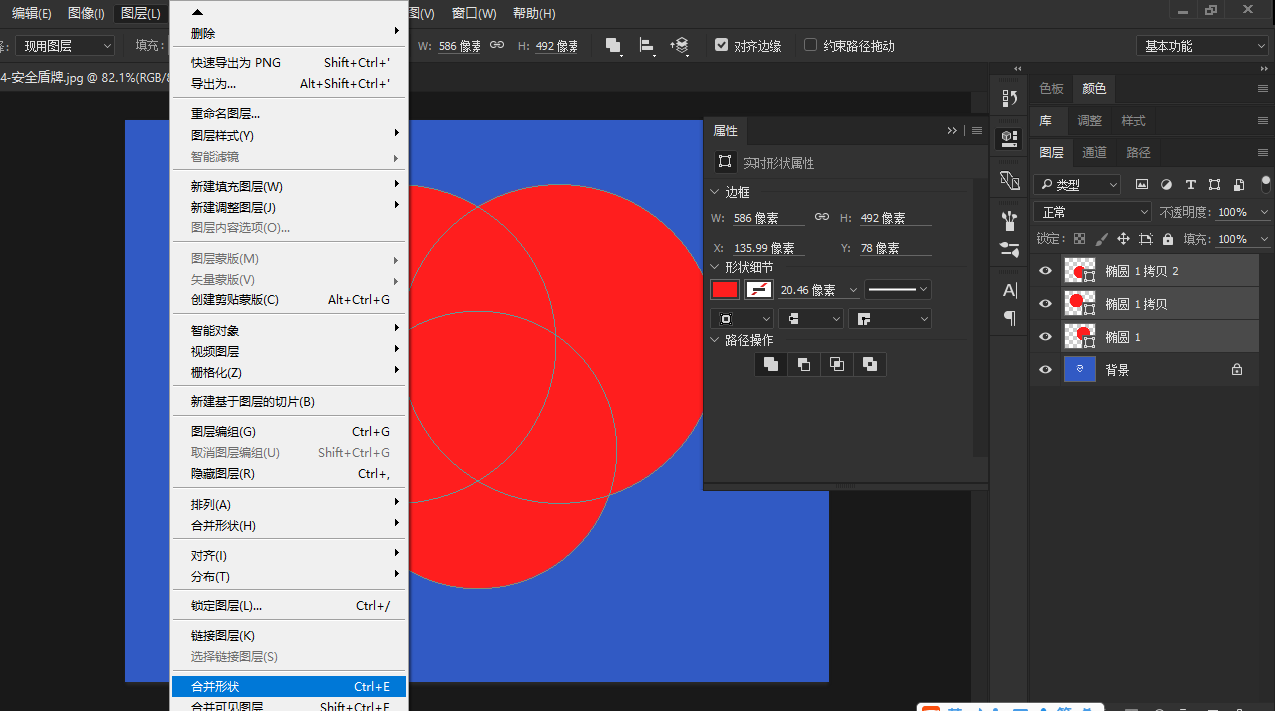 编辑(E) 图像(I) 图层(L) 图(V) 窗口(W) 帮助(H)
现用图层 填充: W: 586 像素 H: 492 像素 对齐边缘 约束路径拖动 基本功能
4-安全盾牌.jpg @ 82.1%(RGB/8
删除
快速导出为 PNG Shift+Ctrl+'
导出为... Alt+Shift+Ctrl+'
重命名图层...
图层样式(Y)
智能滤镜
新建填充图层(W)
新建调整图层(J)
图层内容选项(O)...
图层蒙版(M)
矢量蒙版(V)
创建剪贴蒙版(C) Alt+Ctrl+G
智能对象
视频图层
栅格化(Z)
新建基于图层的切片(B)
图层编组(G) Ctrl+G
取消图层编组(U) Shift+Ctrl+G
隐藏图层(R) Ctrl+,
排列(A)
合并形状(H)
对齐(I)
分布(T)
锁定图层(L)... Ctrl+/
链接图层(K)
选择链接图层(S)
合并形状 Ctrl+E
合并可见图层 Shift+Ctrl+E
属性
实时形状属性
边框
W: 586 像素 H: 492 像素
X: 135.99 像素 Y: 78 像素
形状细节
20.46 像素
路径操作
色板 颜色
库 调整 样式
图层 通道 路径
类型
正常 不透明度: 100%
锁定: 填充: 100%
椭圆 1 拷贝 2
椭圆 1 拷贝
椭圆 1
背景